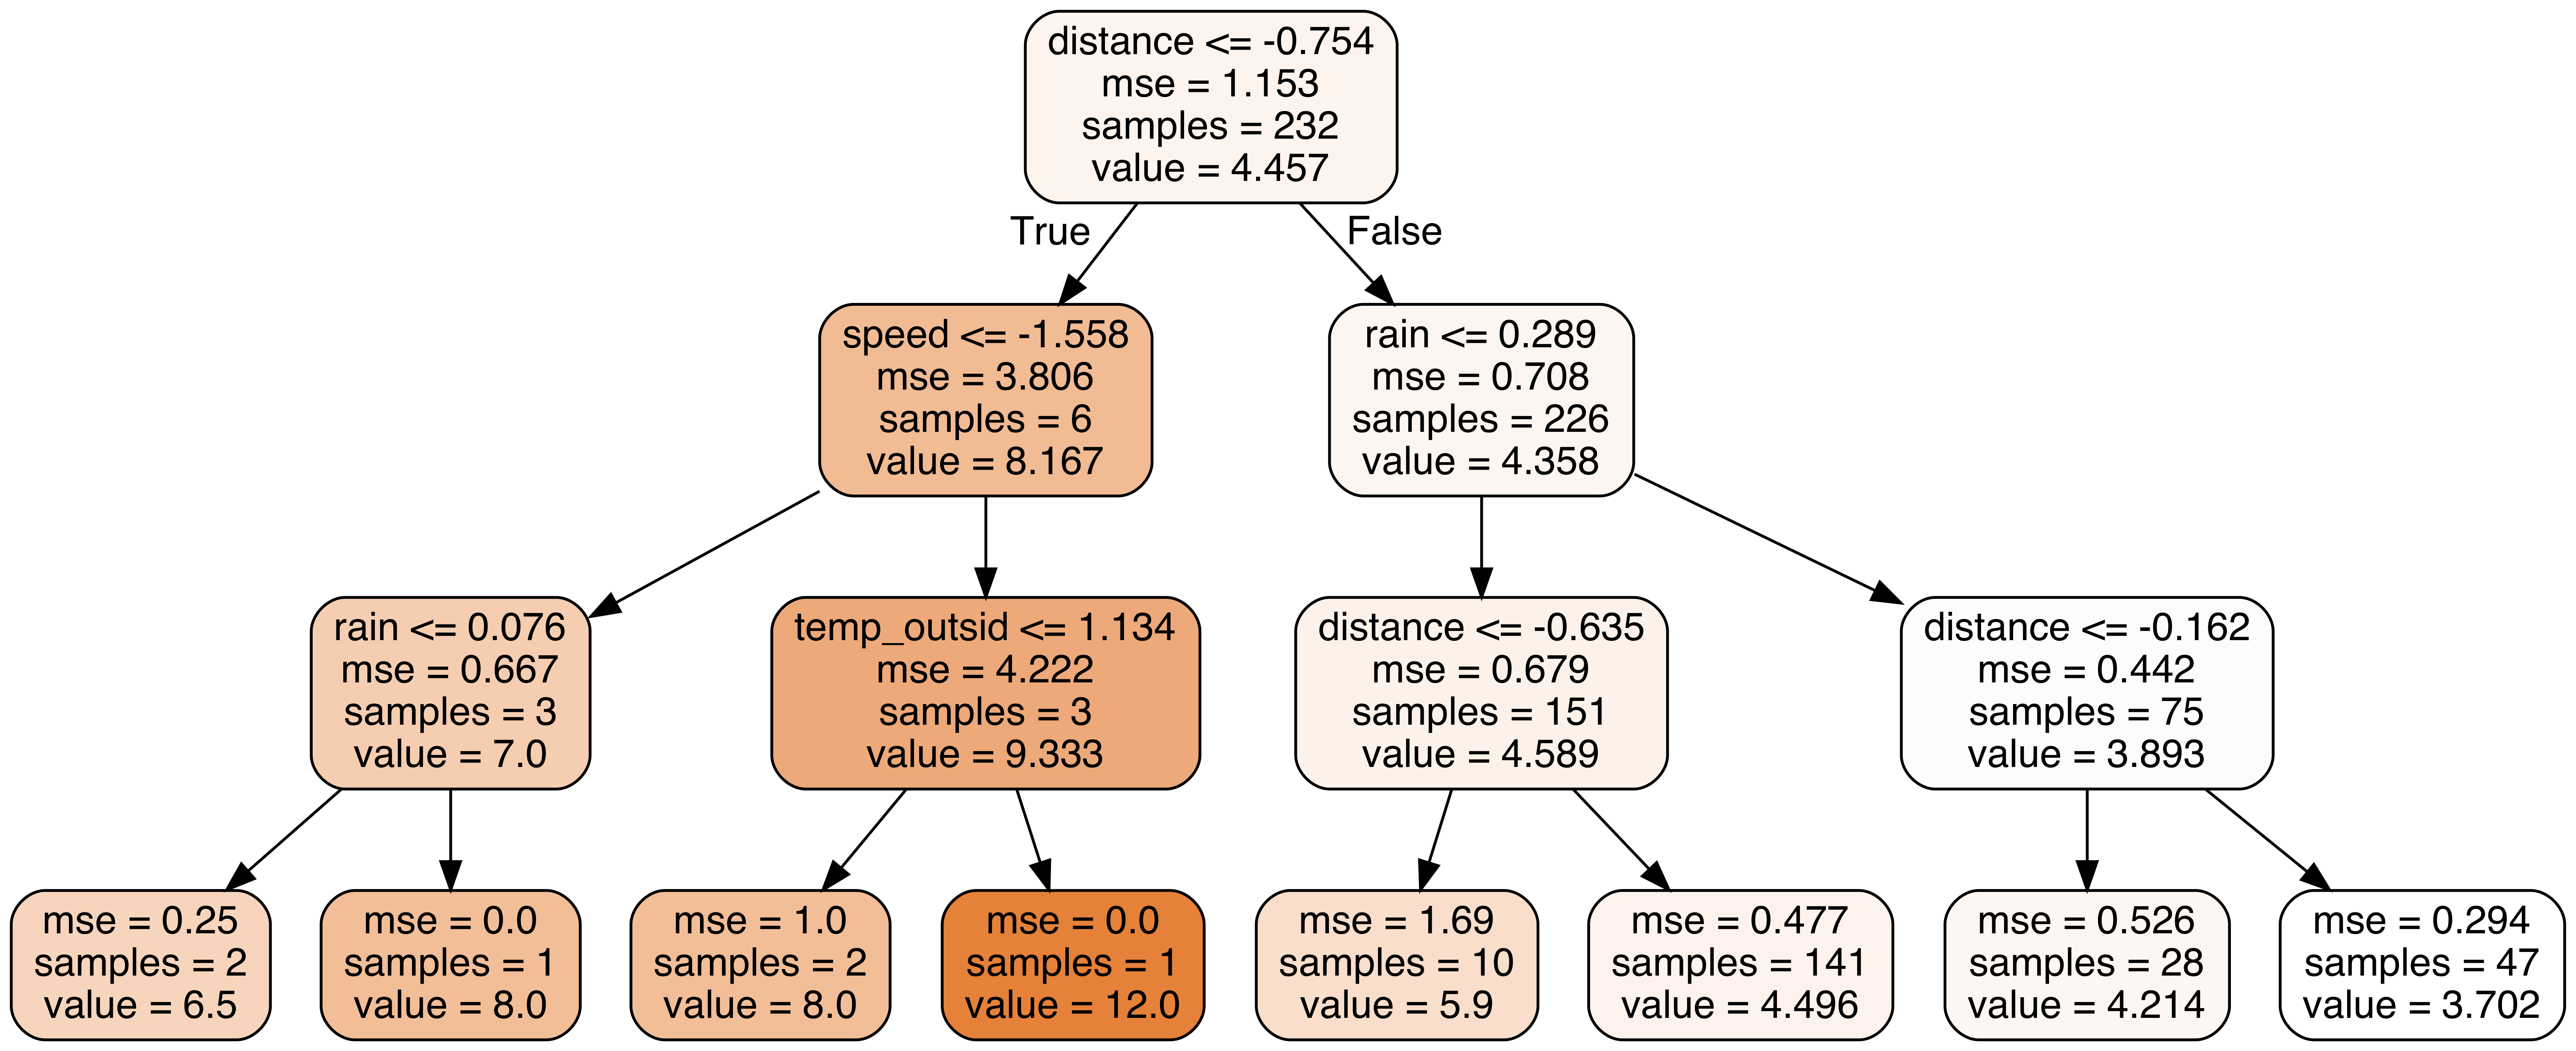 distance <= -0.754
mse = 1.153
samples = 232
value = 4.457
True
False
speed <= -1.558
mse = 3.806
samples = 6
value = 8.167
rain <= 0.289
mse = 0.708
samples = 226
value = 4.358
rain <= 0.076
mse = 0.667
samples = 3
value = 7.0
temp_outsid <= 1.134
mse = 4.222
samples = 3
value = 9.333
distance <= -0.635
mse = 0.679
samples = 151
value = 4.589
distance <= -0.162
mse = 0.442
samples = 75
value = 3.893
mse = 0.25
samples = 2
value = 6.5
mse = 0.0
samples = 1
value = 8.0
mse = 1.0
samples = 2
value = 8.0
mse = 0.0
samples = 1
value = 12.0
mse = 1.69
samples = 10
value = 5.9
mse = 0.477
samples = 141
value = 4.496
mse = 0.526
samples = 28
value = 4.214
mse = 0.294
samples = 47
value = 3.702